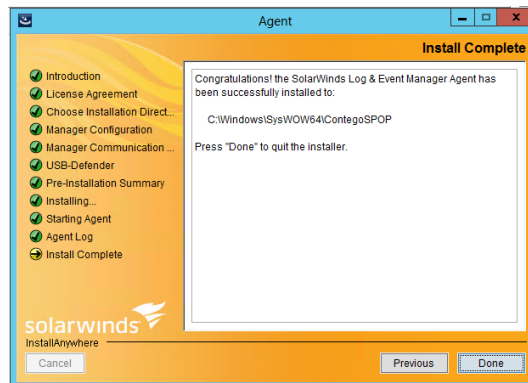 Agent
Install Complete
Introduction
License Agreement
Choose Installation Direct...
Manager Configuration
Manager Communication ...
USB-Defender
Pre-Installation Summary
Installing...
Starting Agent
Agent Log
Install Complete
Congratulations! the SolarWinds Log & Event Manager Agent has
been successfully installed to:
C:\Windows\SysWOW64\ContegoSPOP
Press "Done" to quit the installer.
solarwinds
InstallAnywhere
Cancel
Previous
Done